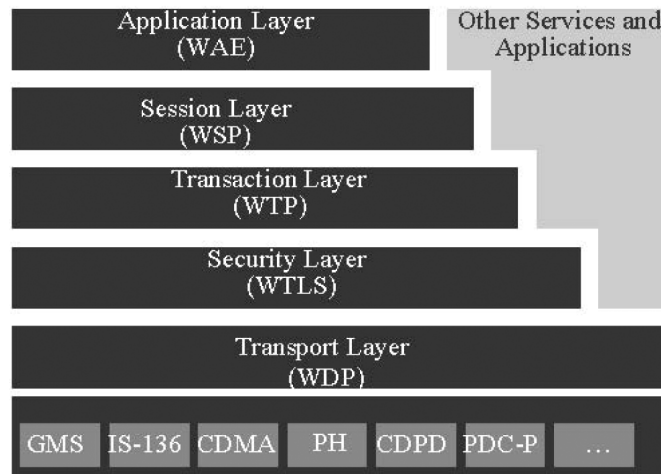 Application Layer
(WAE)
Other Services and
Applications
Session Layer
(WSP)
Transaction Layer
(WTP)
Security Layer
(WTLS)
Transport Layer
(WDP)
GMS IS-136 CDMA PH CDPD PDC-P ...